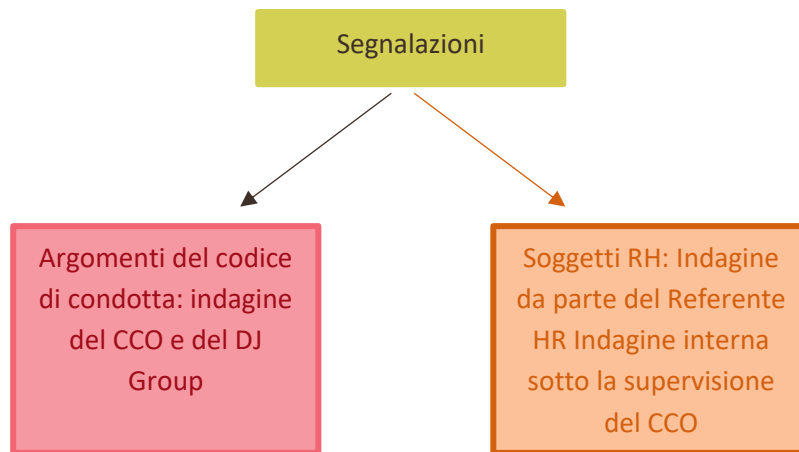 Segnalazioni
Argomenti del codice
di condotta: indagine
del CCO e del DJ
Group
Soggetti RH: Indagine
da parte del Referente
HR Indagine interna
sotto la supervisione
del CCO